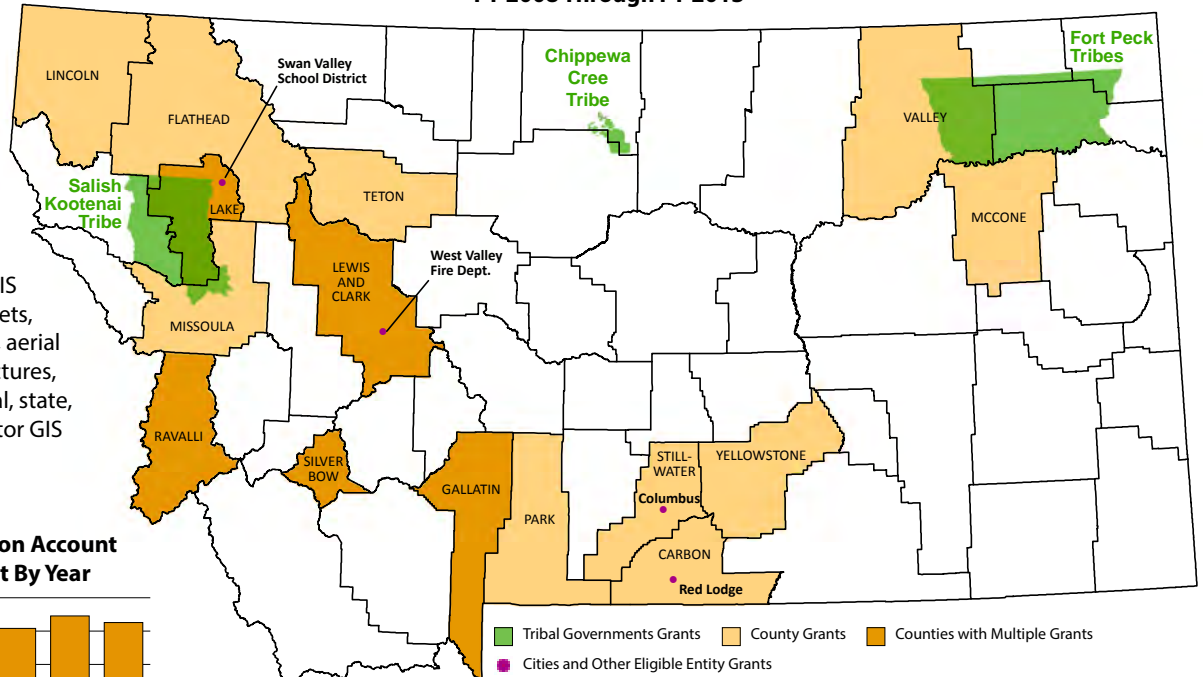 LINCOLN
FLATHEAD
Swan Valley
School District
Chippewa
Cree
Tribe
Fort Peck
Tribes
VALLEY
Salish
Kootenai
Tribe
LAKE
TETON
MCCONE
LEWIS
AND
CLARK
West Valley
Fire Dept.
MISSOULA
IS
ets,
aerial
ctures,
al, state,
tor GIS
RAVALLI
SILVER
BOW
GALLATIN
PARK
STILL-
WATER
YELLOWSTONE
Columbus
CARBON
Red Lodge
on Account
t By Year
Tribal Governments Grants
County Grants
Counties with Multiple Grants
Cities and Other Eligible Entity Grants